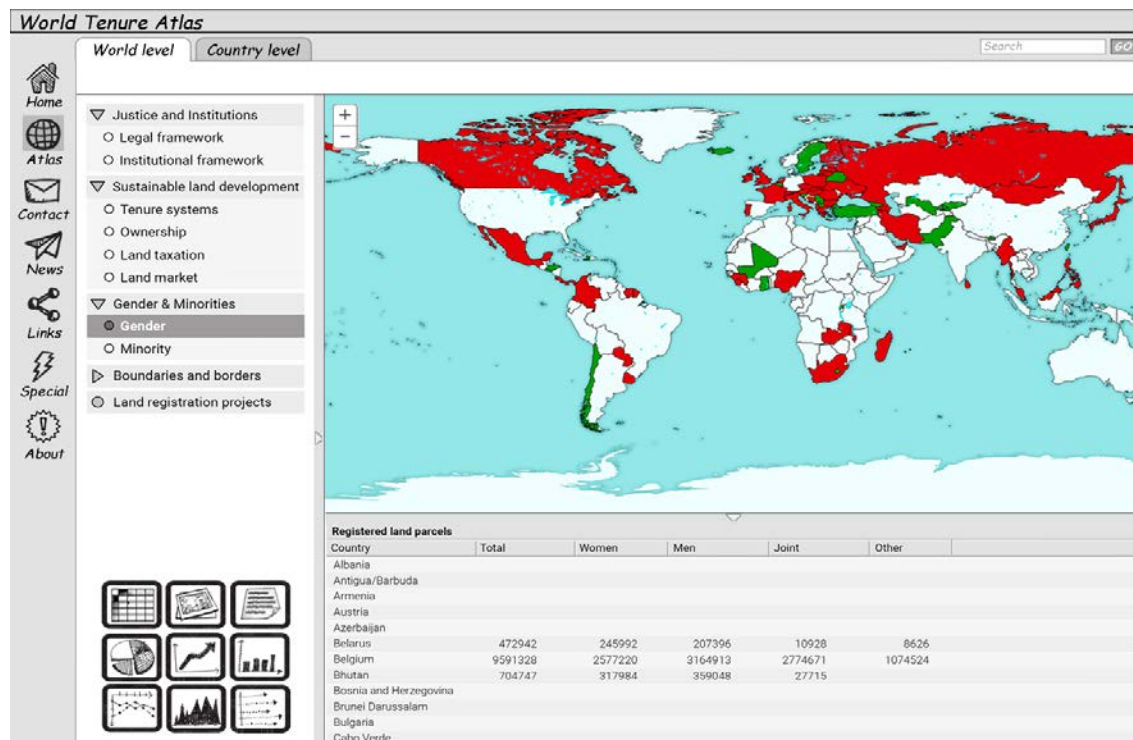 World Tenure Atlas
World level
Country level
Search
GO
Home
Atlas
Contact
News
Links
Special
About
Justice and Institutions
Legal framework
Institutional framework
Sustainable land development
Tenure systems
Ownership
Land taxation
Land market
Gender & Minorities
Gender
Minority
Boundaries and borders
Land registration projects
+
−
Registered land parcels
Country Total Women Men Joint Other
Albania
Antigua/Barbuda
Armenia
Austria
Azerbaijan
Belarus 472942 245992 207396 10928 8626
Belgium 9591328 2577220 3164913 2774671 1074524
Bhutan 704747 317984 359048 27715
Bosnia and Herzegovina
Brunei Darussalam
Bulgaria
Cabo Verde